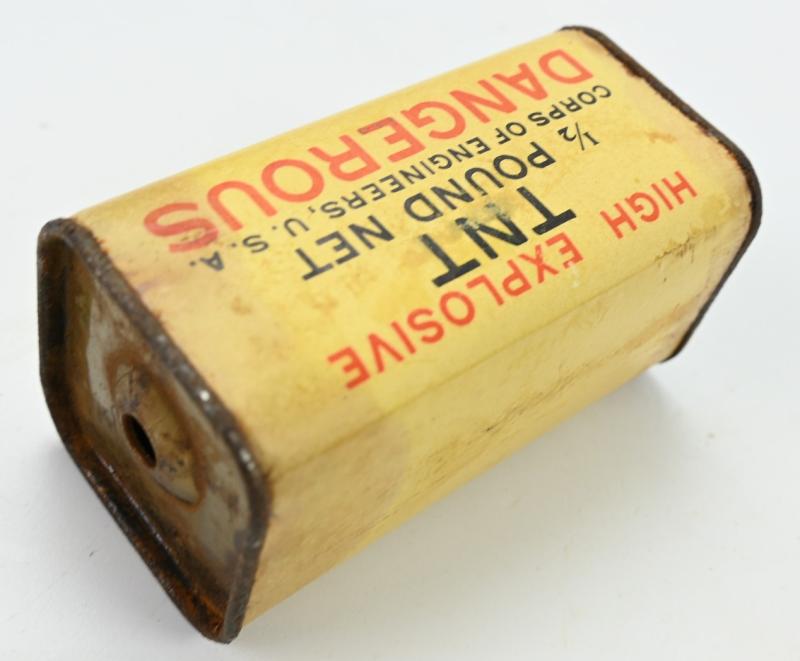 HIGH EXPLOSIVE
TNT
½ POUND NET
CORPS OF ENGINEERS, U.S.A.
DANGEROUS